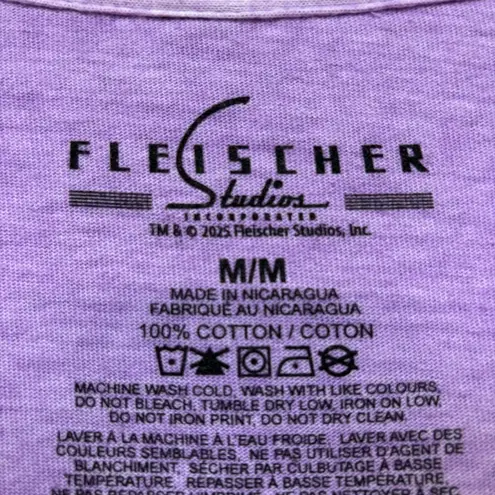 FLEISCHER
Studios
INCORPORATED
TM & © 2025 Fleischer Studios, Inc.
M/M
MADE IN NICARAGUA
FABRIQUÉ AU NICARAGUA
100% COTTON / COTON
MACHINE WASH COLD, WASH WITH LIKE COLOURS,
DO NOT BLEACH. TUMBLE DRY LOW. IRON ON LOW.
DO NOT IRON PRINT, DO NOT DRY CLEAN.
LAVER À LA MACHINE À L'EAU FROIDE. LAVER AVEC DES
COULEURS SEMBLABLES. NE PAS UTILISER D'AGENT DE
BLANCHIMENT. SÉCHER PAR CULBUTAGE À BASSE
TEMPÉRATURE. REPASSER À BASSE TEMPÉRATURE.
NE PAS REPASSER